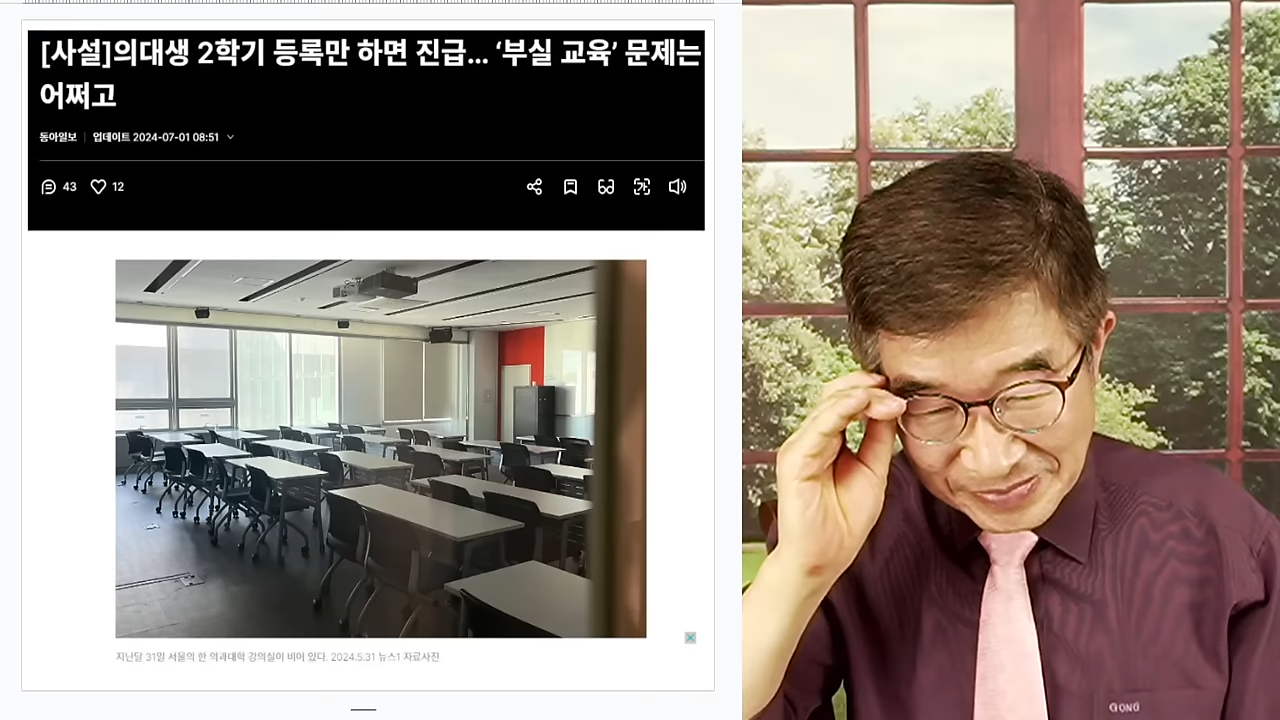 [사설]의대생 2학기 등록만 하면 진급… ‘부실 교육’ 문제는
어쩌고
동아일보 업데이트 2024-07-01 08:51
43 12 가
지난달 31일 서울의 한 의과대학 강의실이 비어 있다. 2024.5.31 뉴스1 자료사진
GONG